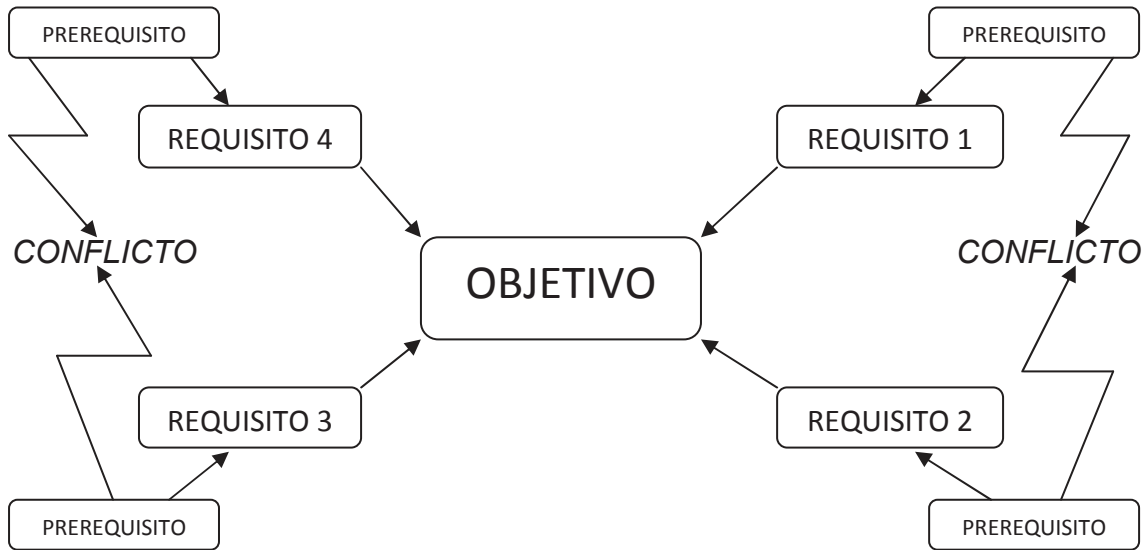 PREREQUISITO
PREREQUISITO
REQUISITO 4
REQUISITO 1
CONFLICTO
OBJETIVO
CONFLICTO
REQUISITO 3
REQUISITO 2
PREREQUISITO
PREREQUISITO